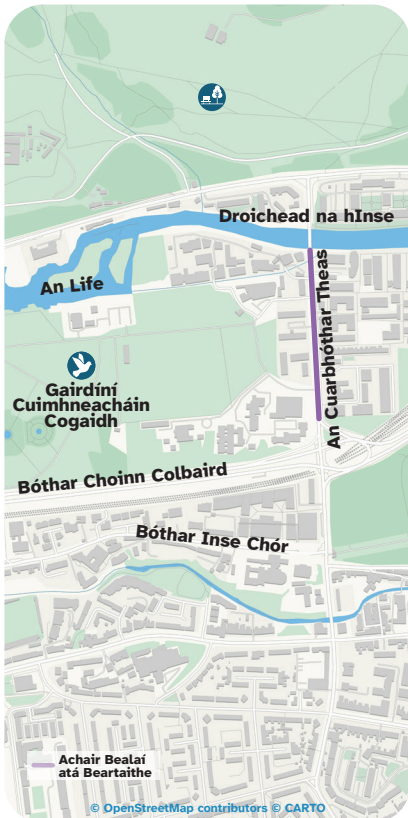 Droichead na hInse
An Life
An Cuarbhóthar Theas
Gairdíní
Cuimhneacháin
Cogaidh
Bóthar Choinn Colbaird
Bóthar Inse Chór
Achair Bealaí
atá Beartaithe
© OpenStreetMap contributors © CARTO